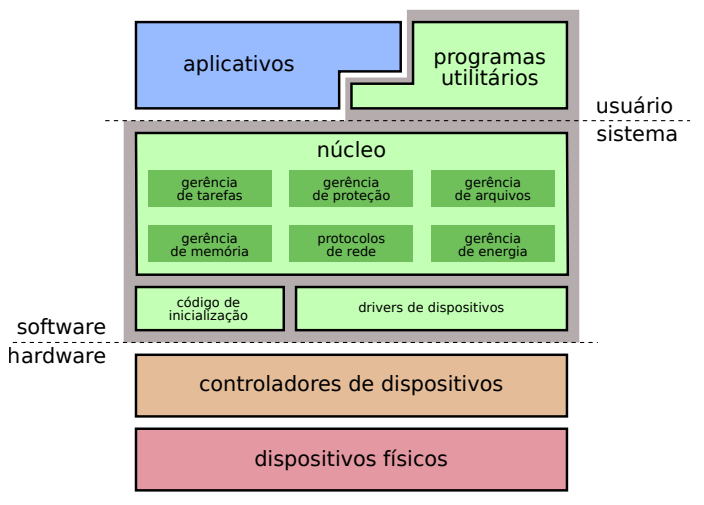 aplicativos
programas
utilitários
usuário
sistema
núcleo
gerência
de tarefas
gerência
de proteção
gerência
de arquivos
gerência
de memória
protocolos
de rede
gerência
de energia
código de
inicialização
drivers de dispositivos
software
hardware
controladores de dispositivos
dispositivos físicos